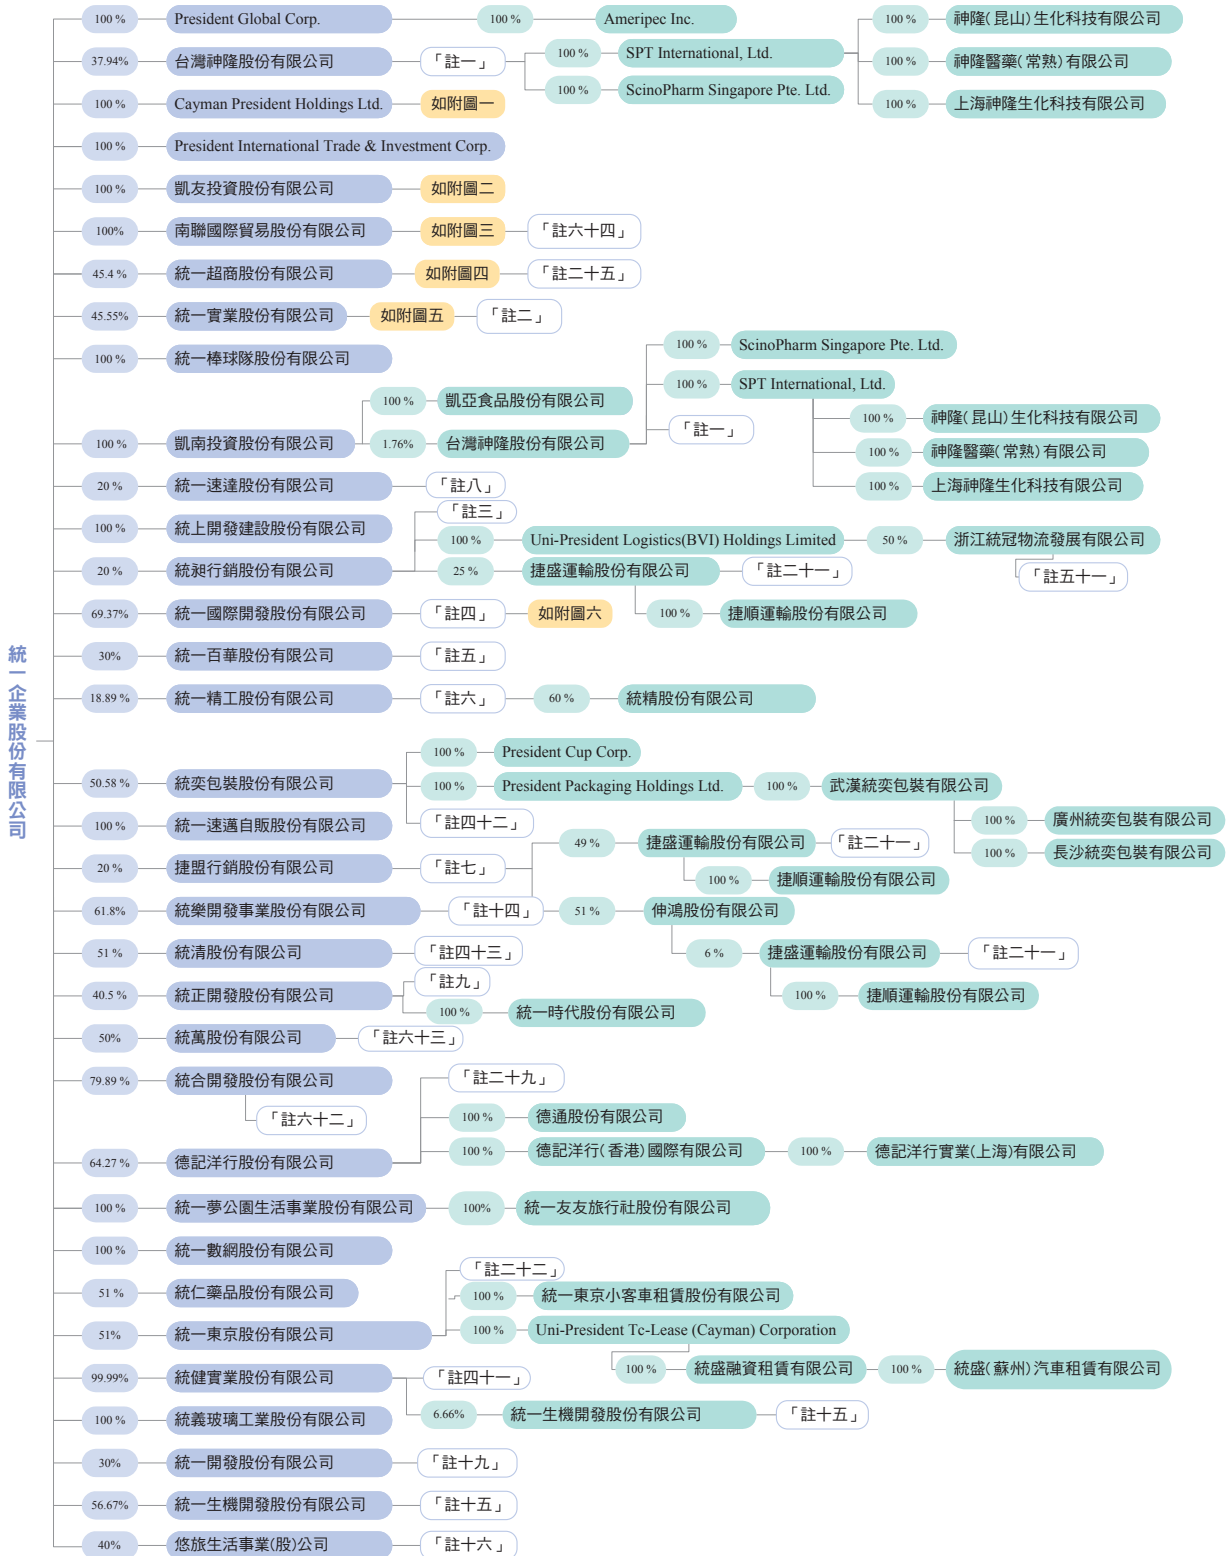 統一企業股份有限公司
100 % President Global Corp. 100 % Ameripec Inc. 100 % 神隆(昆山)生化科技有限公司
37.94% 台灣神隆股份有限公司 「註一」 100 % SPT International, Ltd. 100 % 神隆醫藥(常熟)有限公司
100 % ScinoPharm Singapore Pte. Ltd.
100 % Cayman President Holdings Ltd. 如附圖一 100 % 上海神隆生化科技有限公司
100 % President International Trade & Investment Corp.
100 % 凱友投資股份有限公司 如附圖二
100% 南聯國際貿易股份有限公司 如附圖三 「註六十四」
45.4 % 統一超商股份有限公司 如附圖四 「註二十五」
45.55% 統一實業股份有限公司 如附圖五 「註二」
100 % ScinoPharm Singapore Pte. Ltd.
100 % 統一棒球隊股份有限公司
100 % SPT International, Ltd.
100 % 凱亞食品股份有限公司
100 % 神隆(昆山)生化科技有限公司
「註一」
100 % 凱南投資股份有限公司 1.76% 台灣神隆股份有限公司
100 % 神隆醫藥(常熟)有限公司
20 % 統一速達股份有限公司 「註八」 100 % 上海神隆生化科技有限公司
「註三」
100 % 統上開發建設股份有限公司
100 % Uni-President Logistics(BVI) Holdings Limited 50 % 浙江統冠物流發展有限公司
20 % 統昶行銷股份有限公司 25 % 捷盛運輸股份有限公司 「註二十一」 「註五十一」
69.37% 統一國際開發股份有限公司 「註四」 如附圖六 100 % 捷順運輸股份有限公司
30% 統一百華股份有限公司 「註五」
18.89 % 統一精工股份有限公司 「註六」 60 % 統精股份有限公司
100 % President Cup Corp.
50.58 % 統奕包裝股份有限公司 100 % President Packaging Holdings Ltd. 100 % 武漢統奕包裝有限公司
100 % 統一速邁自販股份有限公司 「註四十二」 100 % 廣州統奕包裝有限公司
49 % 捷盛運輸股份有限公司 「註二十一」
100 % 長沙統奕包裝有限公司
20 % 捷盟行銷股份有限公司 「註七」
100 % 捷順運輸股份有限公司
61.8% 統樂開發事業股份有限公司 「註十四」 51 % 伸鴻股份有限公司
51 % 統清股份有限公司 「註四十三」 6 % 捷盛運輸股份有限公司 「註二十一」
「註九」
40.5 % 統正開發股份有限公司 100 % 捷順運輸股份有限公司
100 % 統一時代股份有限公司
50% 統萬股份有限公司 「註六十三」
79.89 % 統合開發股份有限公司 「註二十九」
「註六十二」 100 % 德通股份有限公司
100 % 德記洋行(香港)國際有限公司 100 % 德記洋行實業(上海)有限公司
64.27 % 德記洋行股份有限公司
100 % 統一夢公園生活事業股份有限公司 100% 統一友友旅行社股份有限公司
100 % 統一數網股份有限公司
「註二十二」
51 % 統仁藥品股份有限公司 100 % 統一東京小客車租賃股份有限公司
51% 統一東京股份有限公司 100 % Uni-President Tc-Lease (Cayman) Corporation
100 % 統盛融資租賃有限公司 100 % 統盛(蘇州)汽車租賃有限公司
99.99% 統健實業股份有限公司 「註四十一」
100 % 統義玻璃工業股份有限公司 6.66% 統一生機開發股份有限公司 「註十五」
30% 統一開發股份有限公司 「註十九」
56.67% 統一生機開發股份有限公司 「註十五」
40% 悠旅生活事業(股)公司 「註十六」